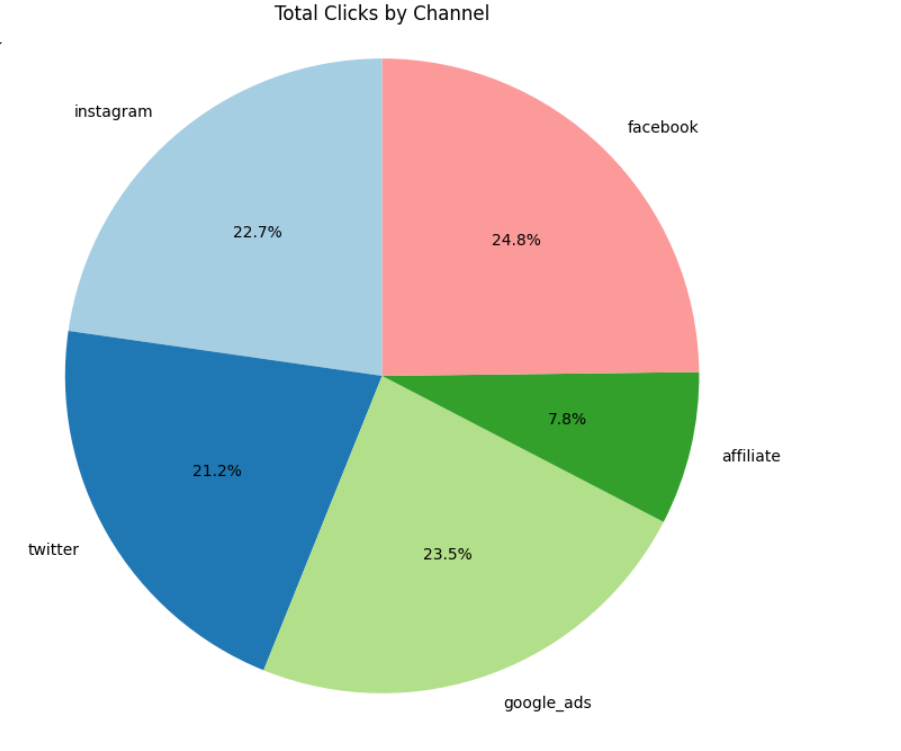 Total Clicks by Channel
instagram
facebook
22.7%
24.8%
7.8%
affiliate
21.2%
twitter
23.5%
google_ads